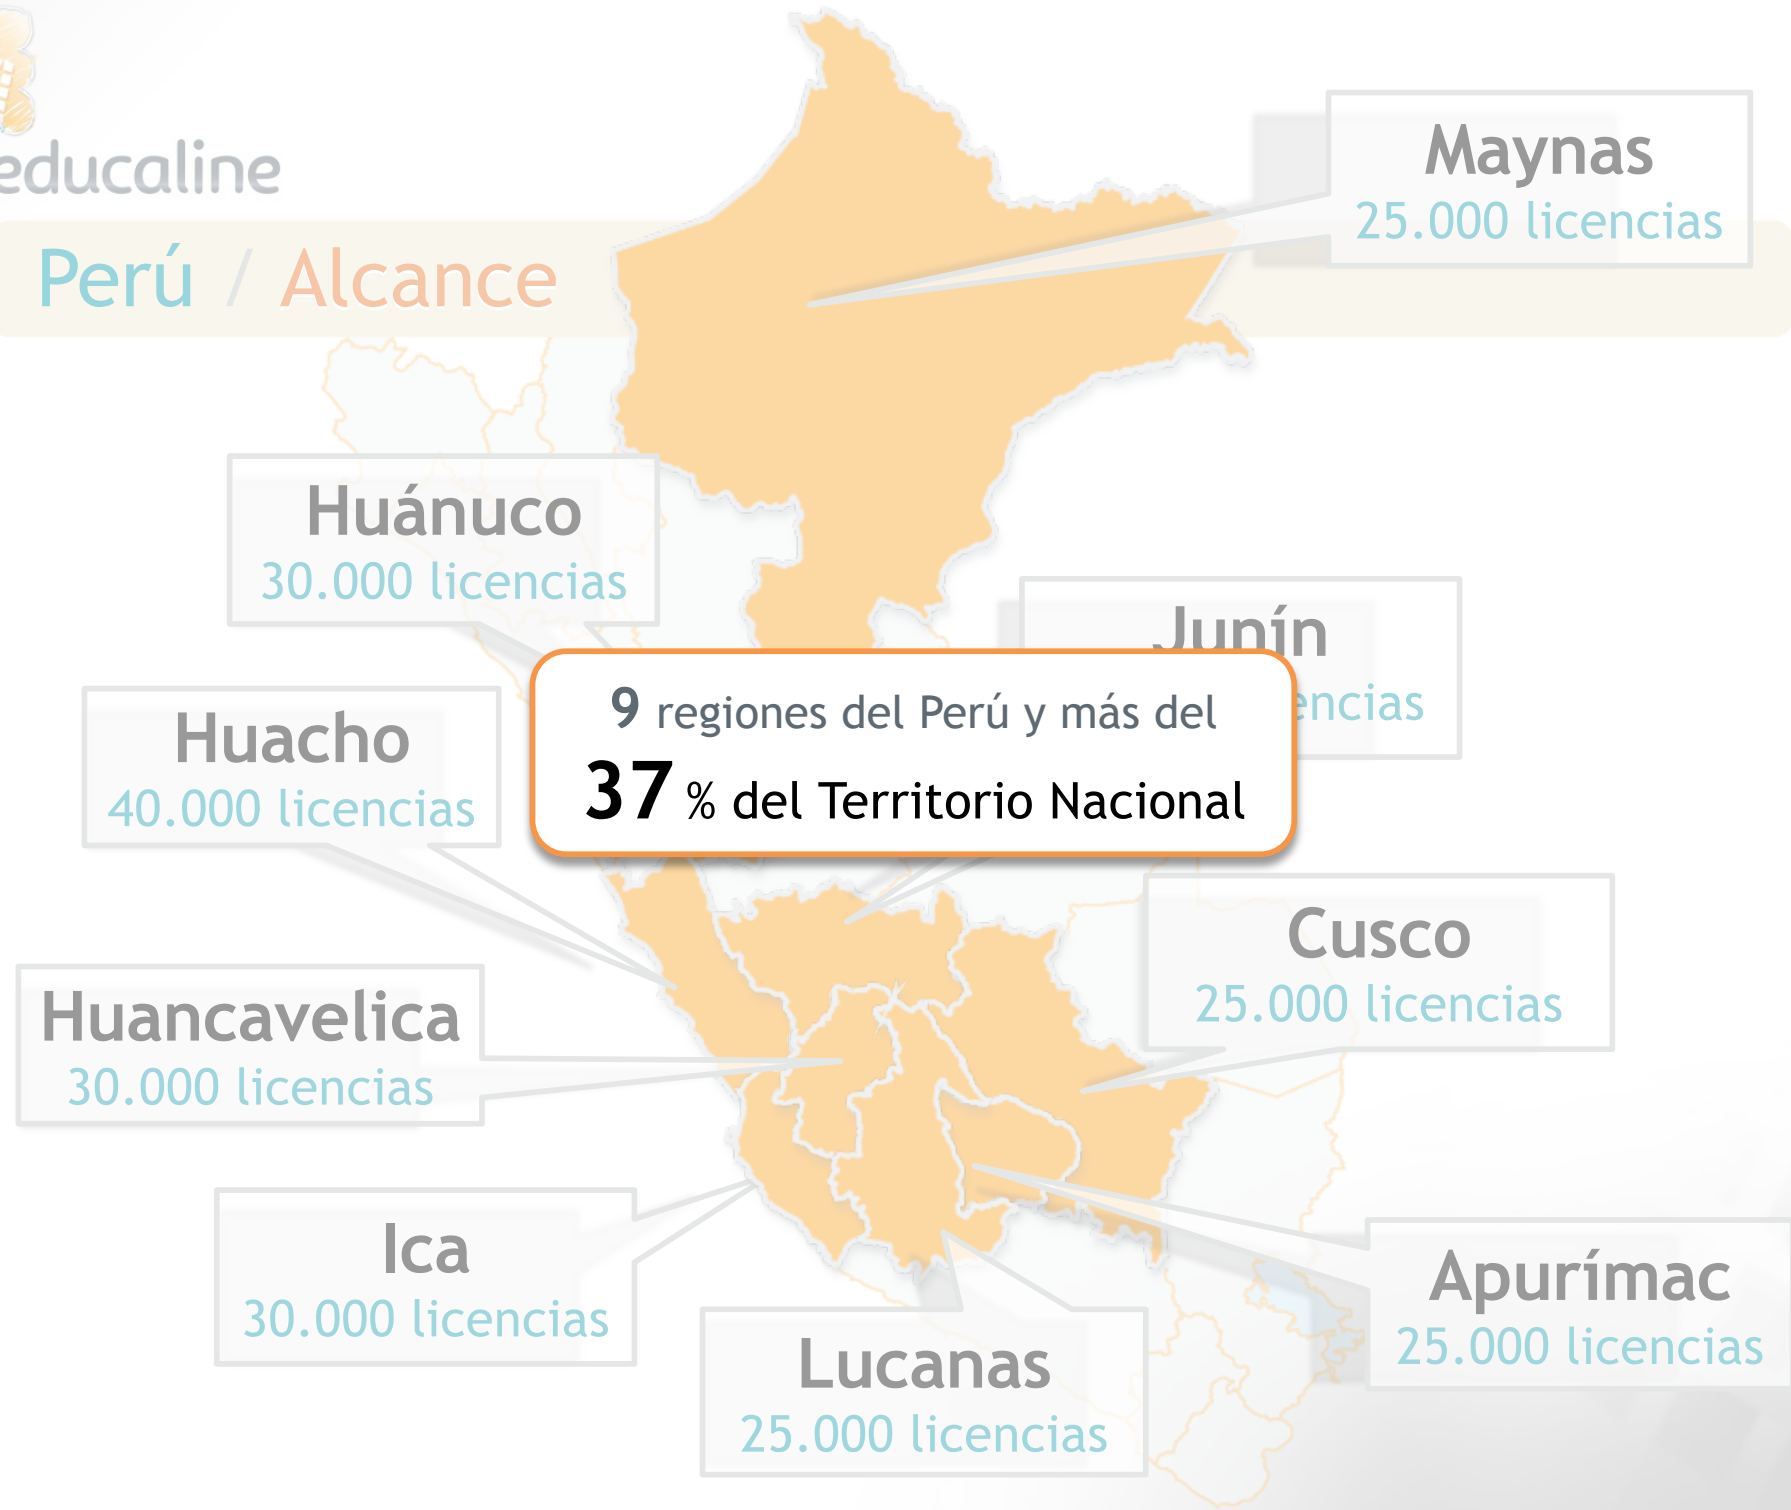 educaline
Perú / Alcance
Maynas
25.000 licencias
Huánuco
30.000 licencias
Junín
9 regiones del Perú y más del
37 % del Territorio Nacional
Huacho
40.000 licencias
Cusco
25.000 licencias
Huancavelica
30.000 licencias
Ica
30.000 licencias
Apurímac
25.000 licencias
Lucanas
25.000 licencias